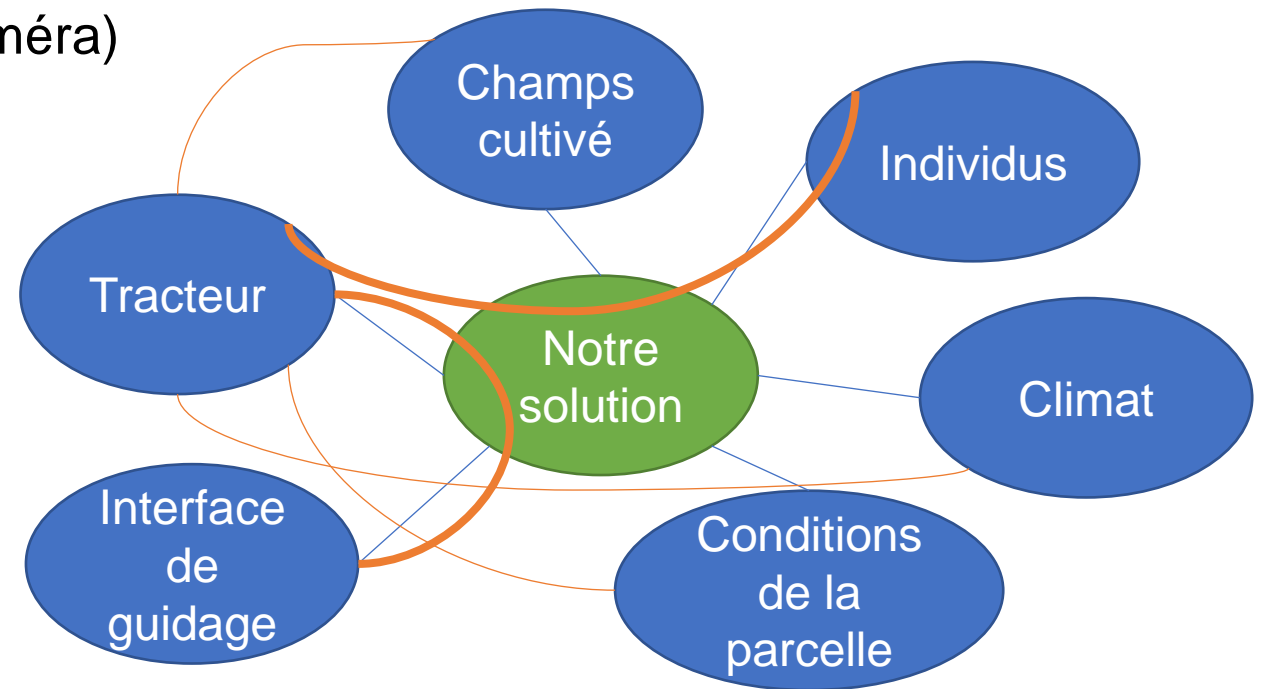 méra)
Champs
cultivé
Individus
Tracteur
Notre
solution
Climat
Interface
de
guidage
Conditions
de la
parcelle